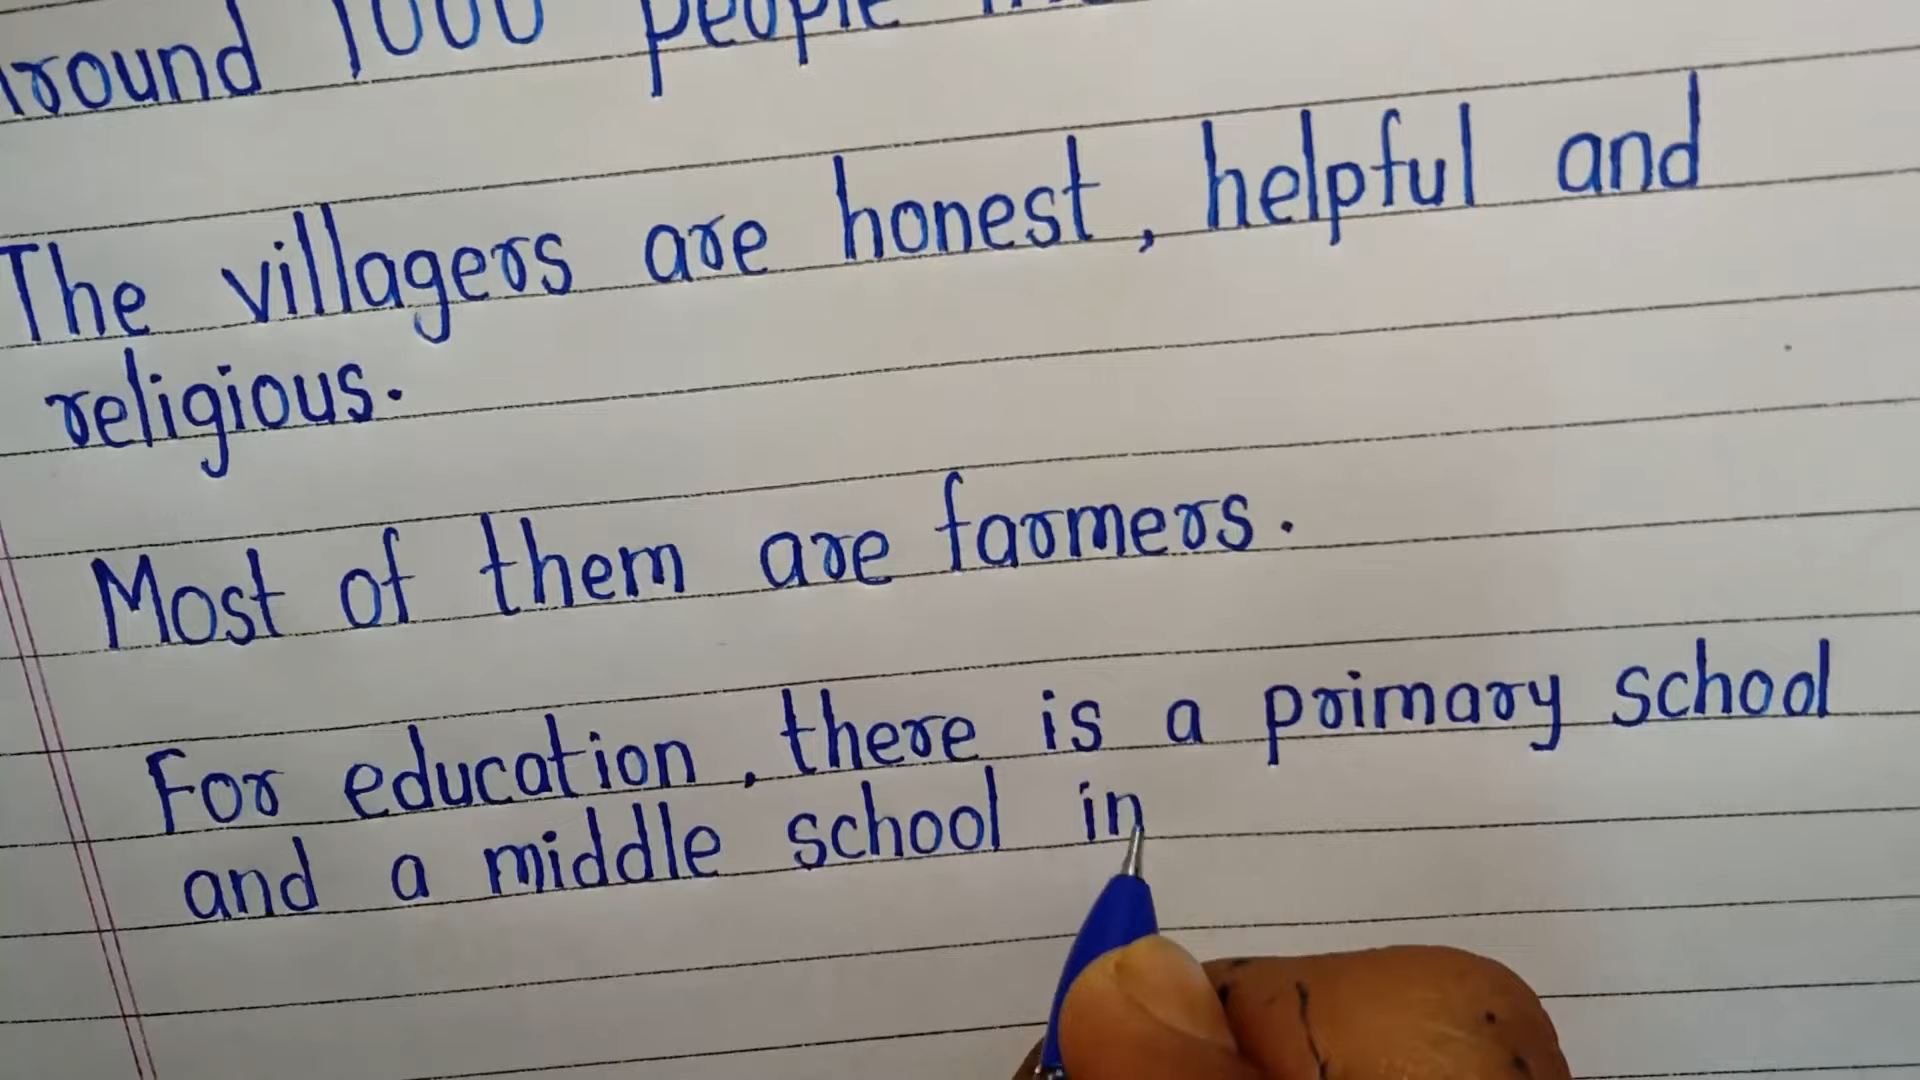 Around 1000 people
The villagers are honest, helpful and
religious.
Most of them are farmers.
For education, there is a primary school
and a middle school in